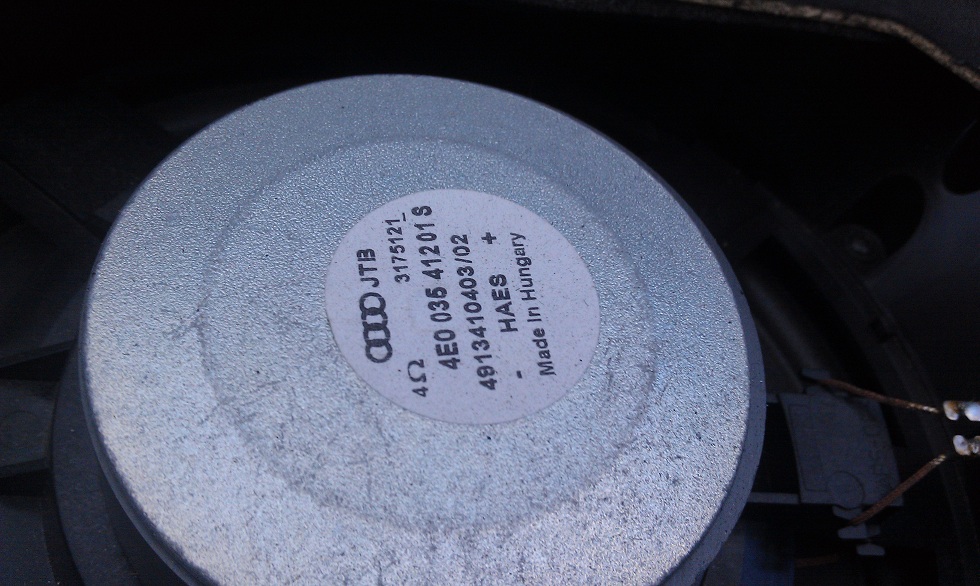 JTB
3175121_
4Ω
4E0 035 412 01 S
4913410403/02
- HAES +
Made In Hungary